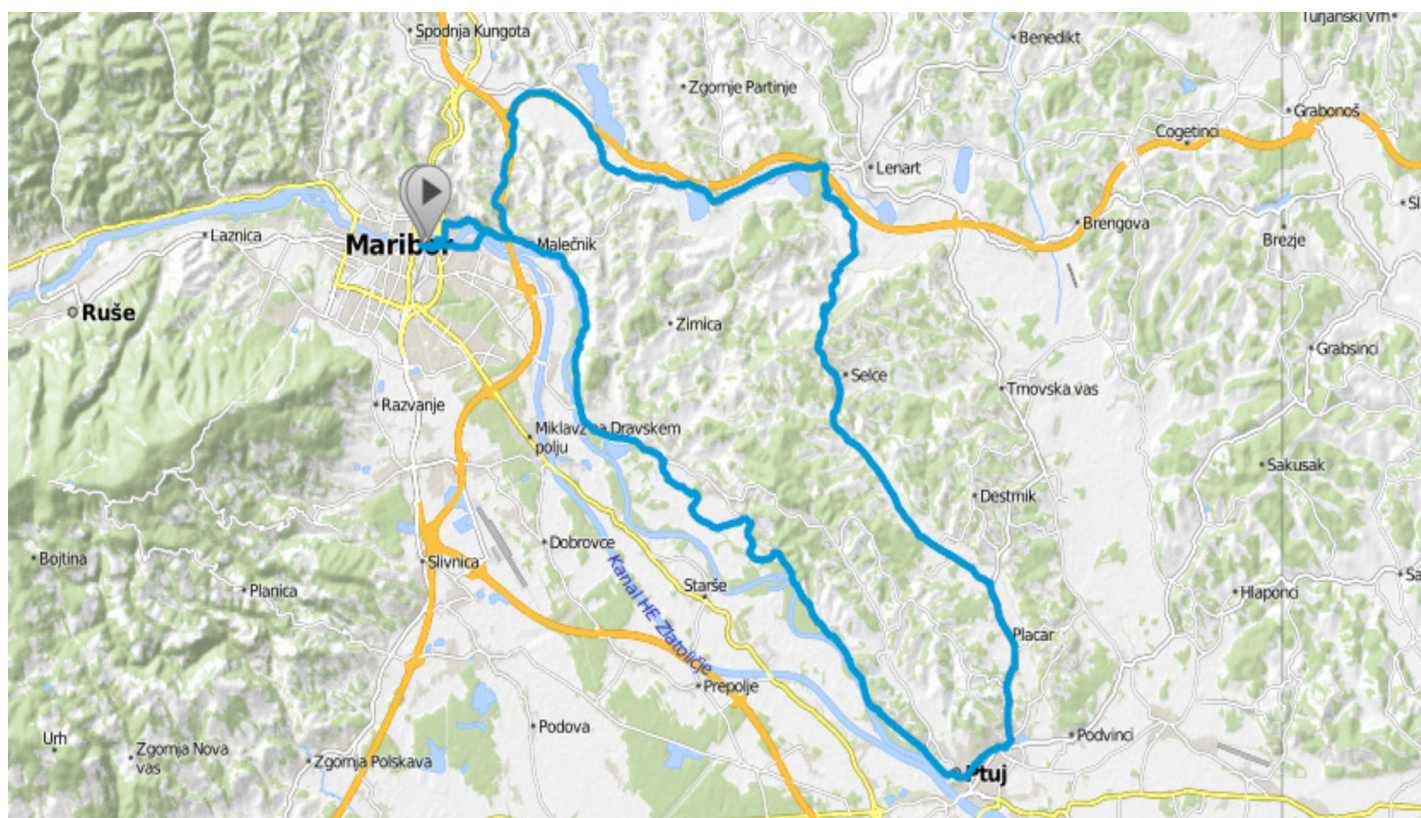 Spodnja Kungota
Benedikt
Turjanski Vrh
Zgornje Partinje
Grabonoš
Cogetinci
Lenart
Brengova
Brezje
Laznica
Maribor
Malečnik
Ruše
Zimica
Grabsinci
Selce
Trnovska vas
Razvanje
Miklavž na Dravskem
polju
Sakusak
Destrnik
Dobrovce
Slivnica
Bojtina
Planica
Starše
Hlaponci
Kanal HE Zlatoličje
Placar
Prepolje
Podova
Podvinci
Urh
Zgornja Nova
vas
Zgornja Polskava
Ptuj